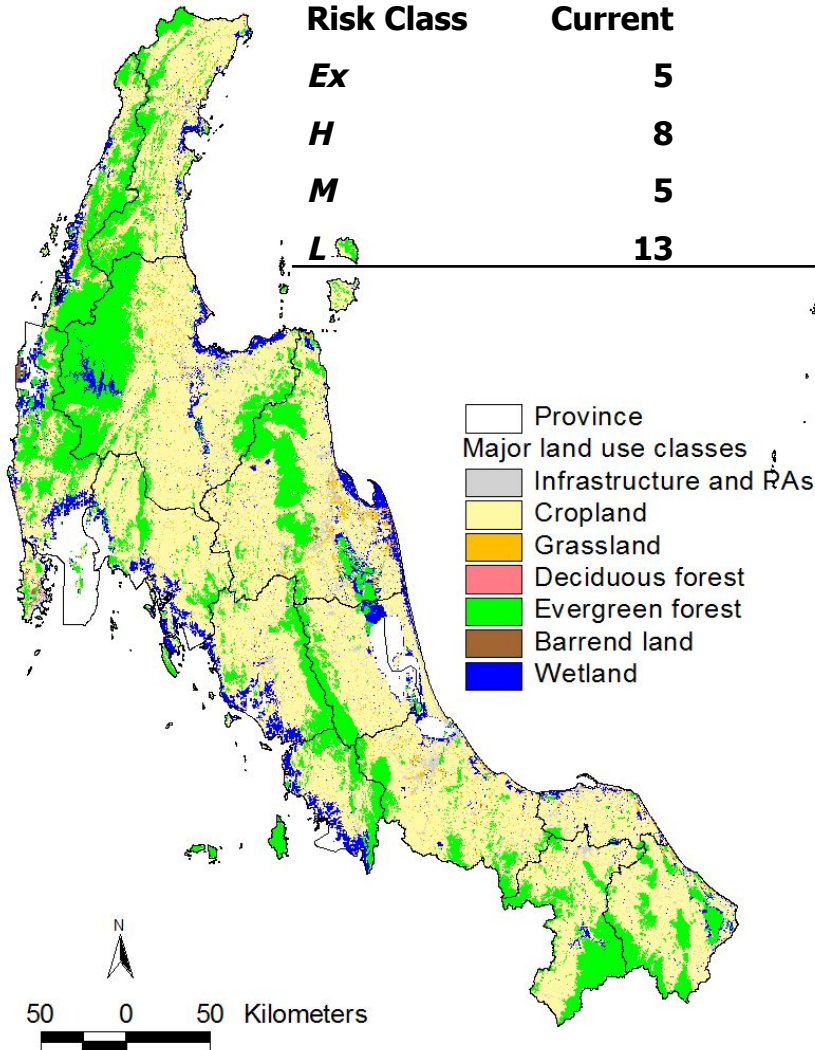 Risk Class Current
Ex 5
H 8
M 5
L 13
Province
Major land use classes
Infrastructure and PAs
Cropland
Grassland
Deciduous forest
Evergreen forest
Barrend land
Wetland
N
50 0 50 Kilometers